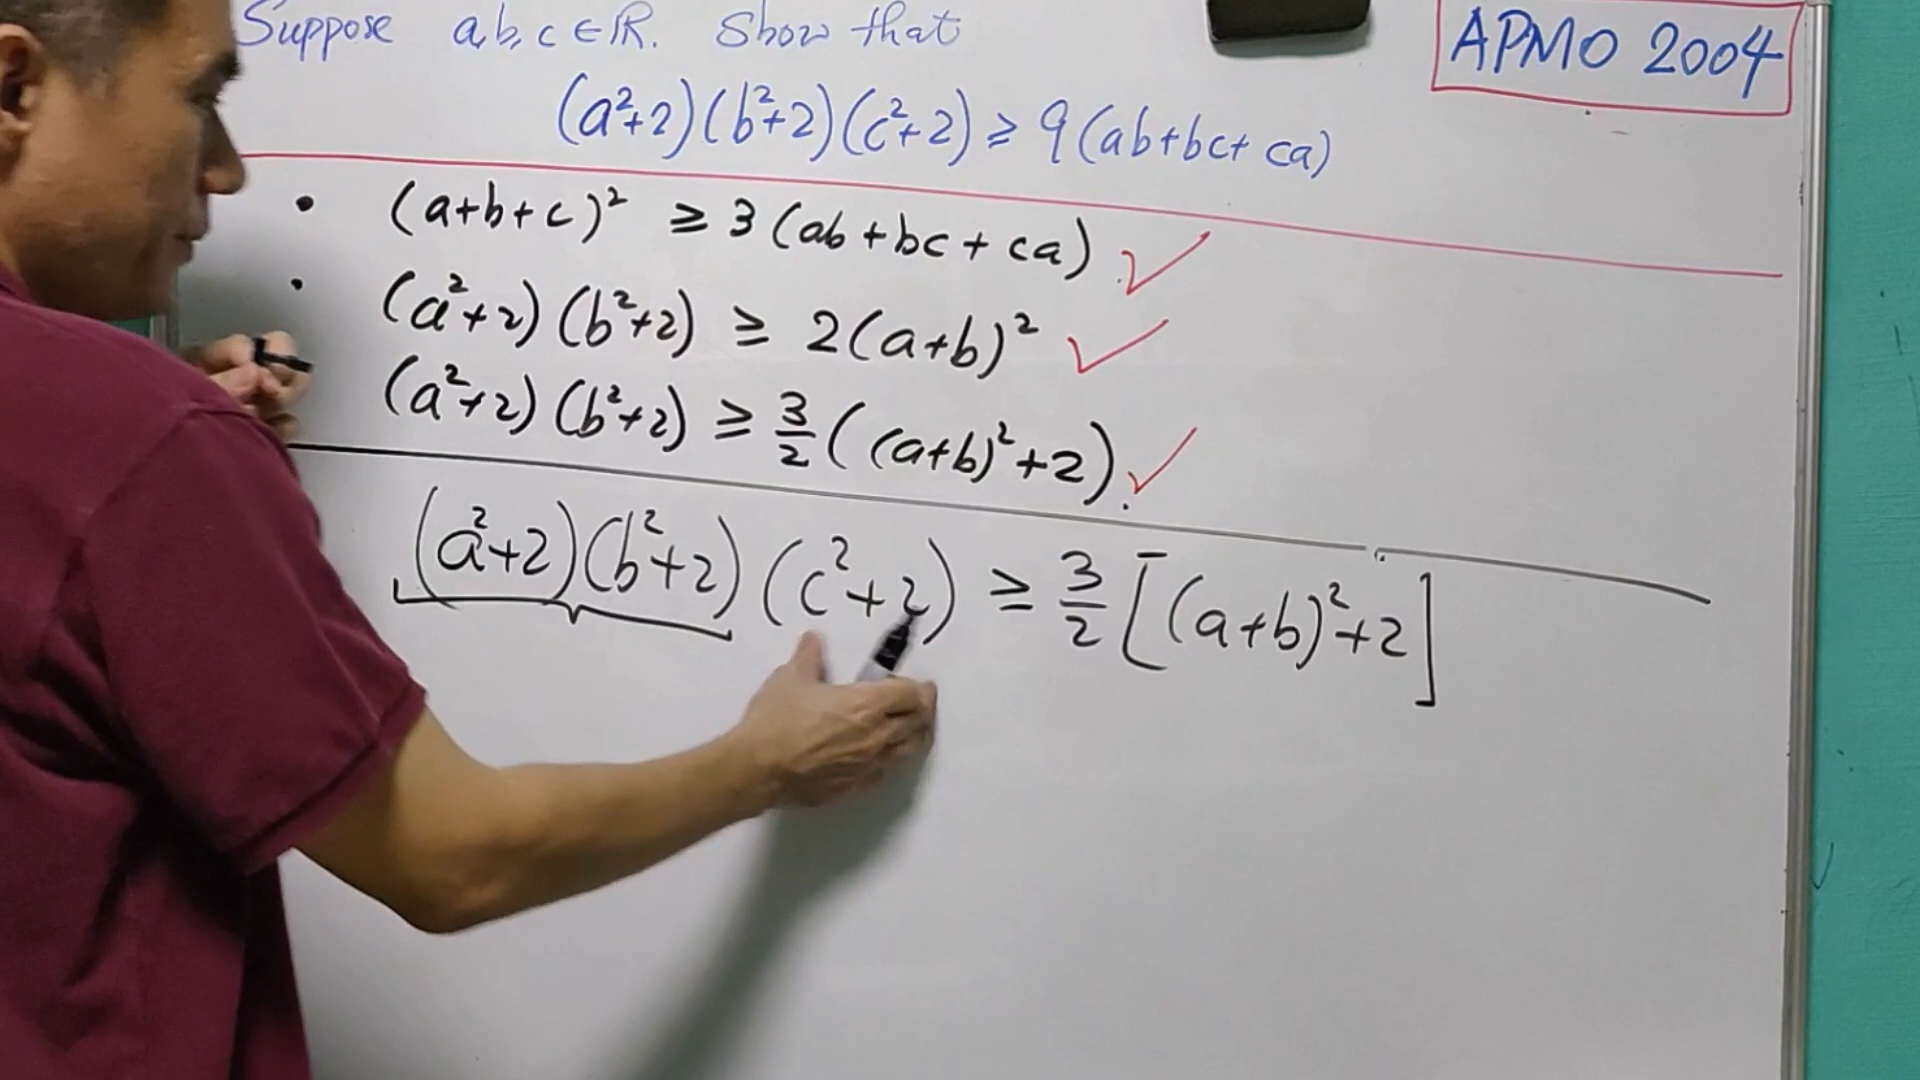 Suppose a,b,c ∈ ℝ. Show that
APMO 2004
(a²+2)(b²+2)(c²+2) ≥ 9(ab+bc+ca)
• (a+b+c)² ≥ 3(ab+bc+ca) ✓
• (a²+2)(b²+2) ≥ 2(a+b)² ✓
(a²+2)(b²+2) ≥ 3/2((a+b)²+2). ✓
(a²+2)(b²+2)(c²+2) ≥ 3/2[(a+b)²+2]